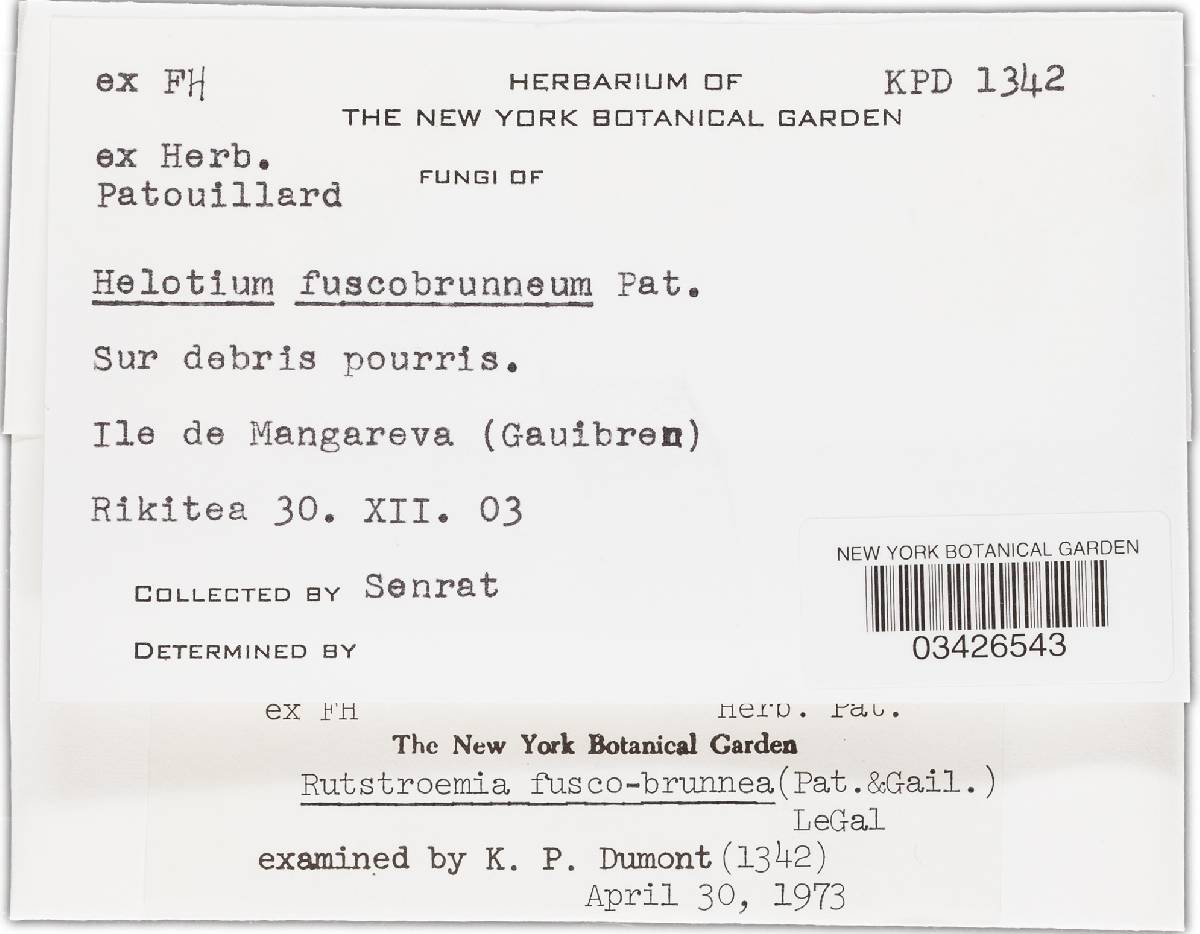 ex FH
HERBARIUM OF
KPD 1342
THE NEW YORK BOTANICAL GARDEN
ex Herb.
Patouillard
FUNGI OF
Helotium fuscobrunneum Pat.
Sur debris pourris.
Ile de Mangareva (Gauibren)
Rikitea 30. XII. 03
COLLECTED BY Senrat
DETERMINED BY
NEW YORK BOTANICAL GARDEN
03426543
ex FH Herb. Pat.
The New York Botanical Garden
Rutstroemia fusco-brunnea(Pat.&Gail.)
LeGal
examined by K. P. Dumont (1342)
April 30, 1973